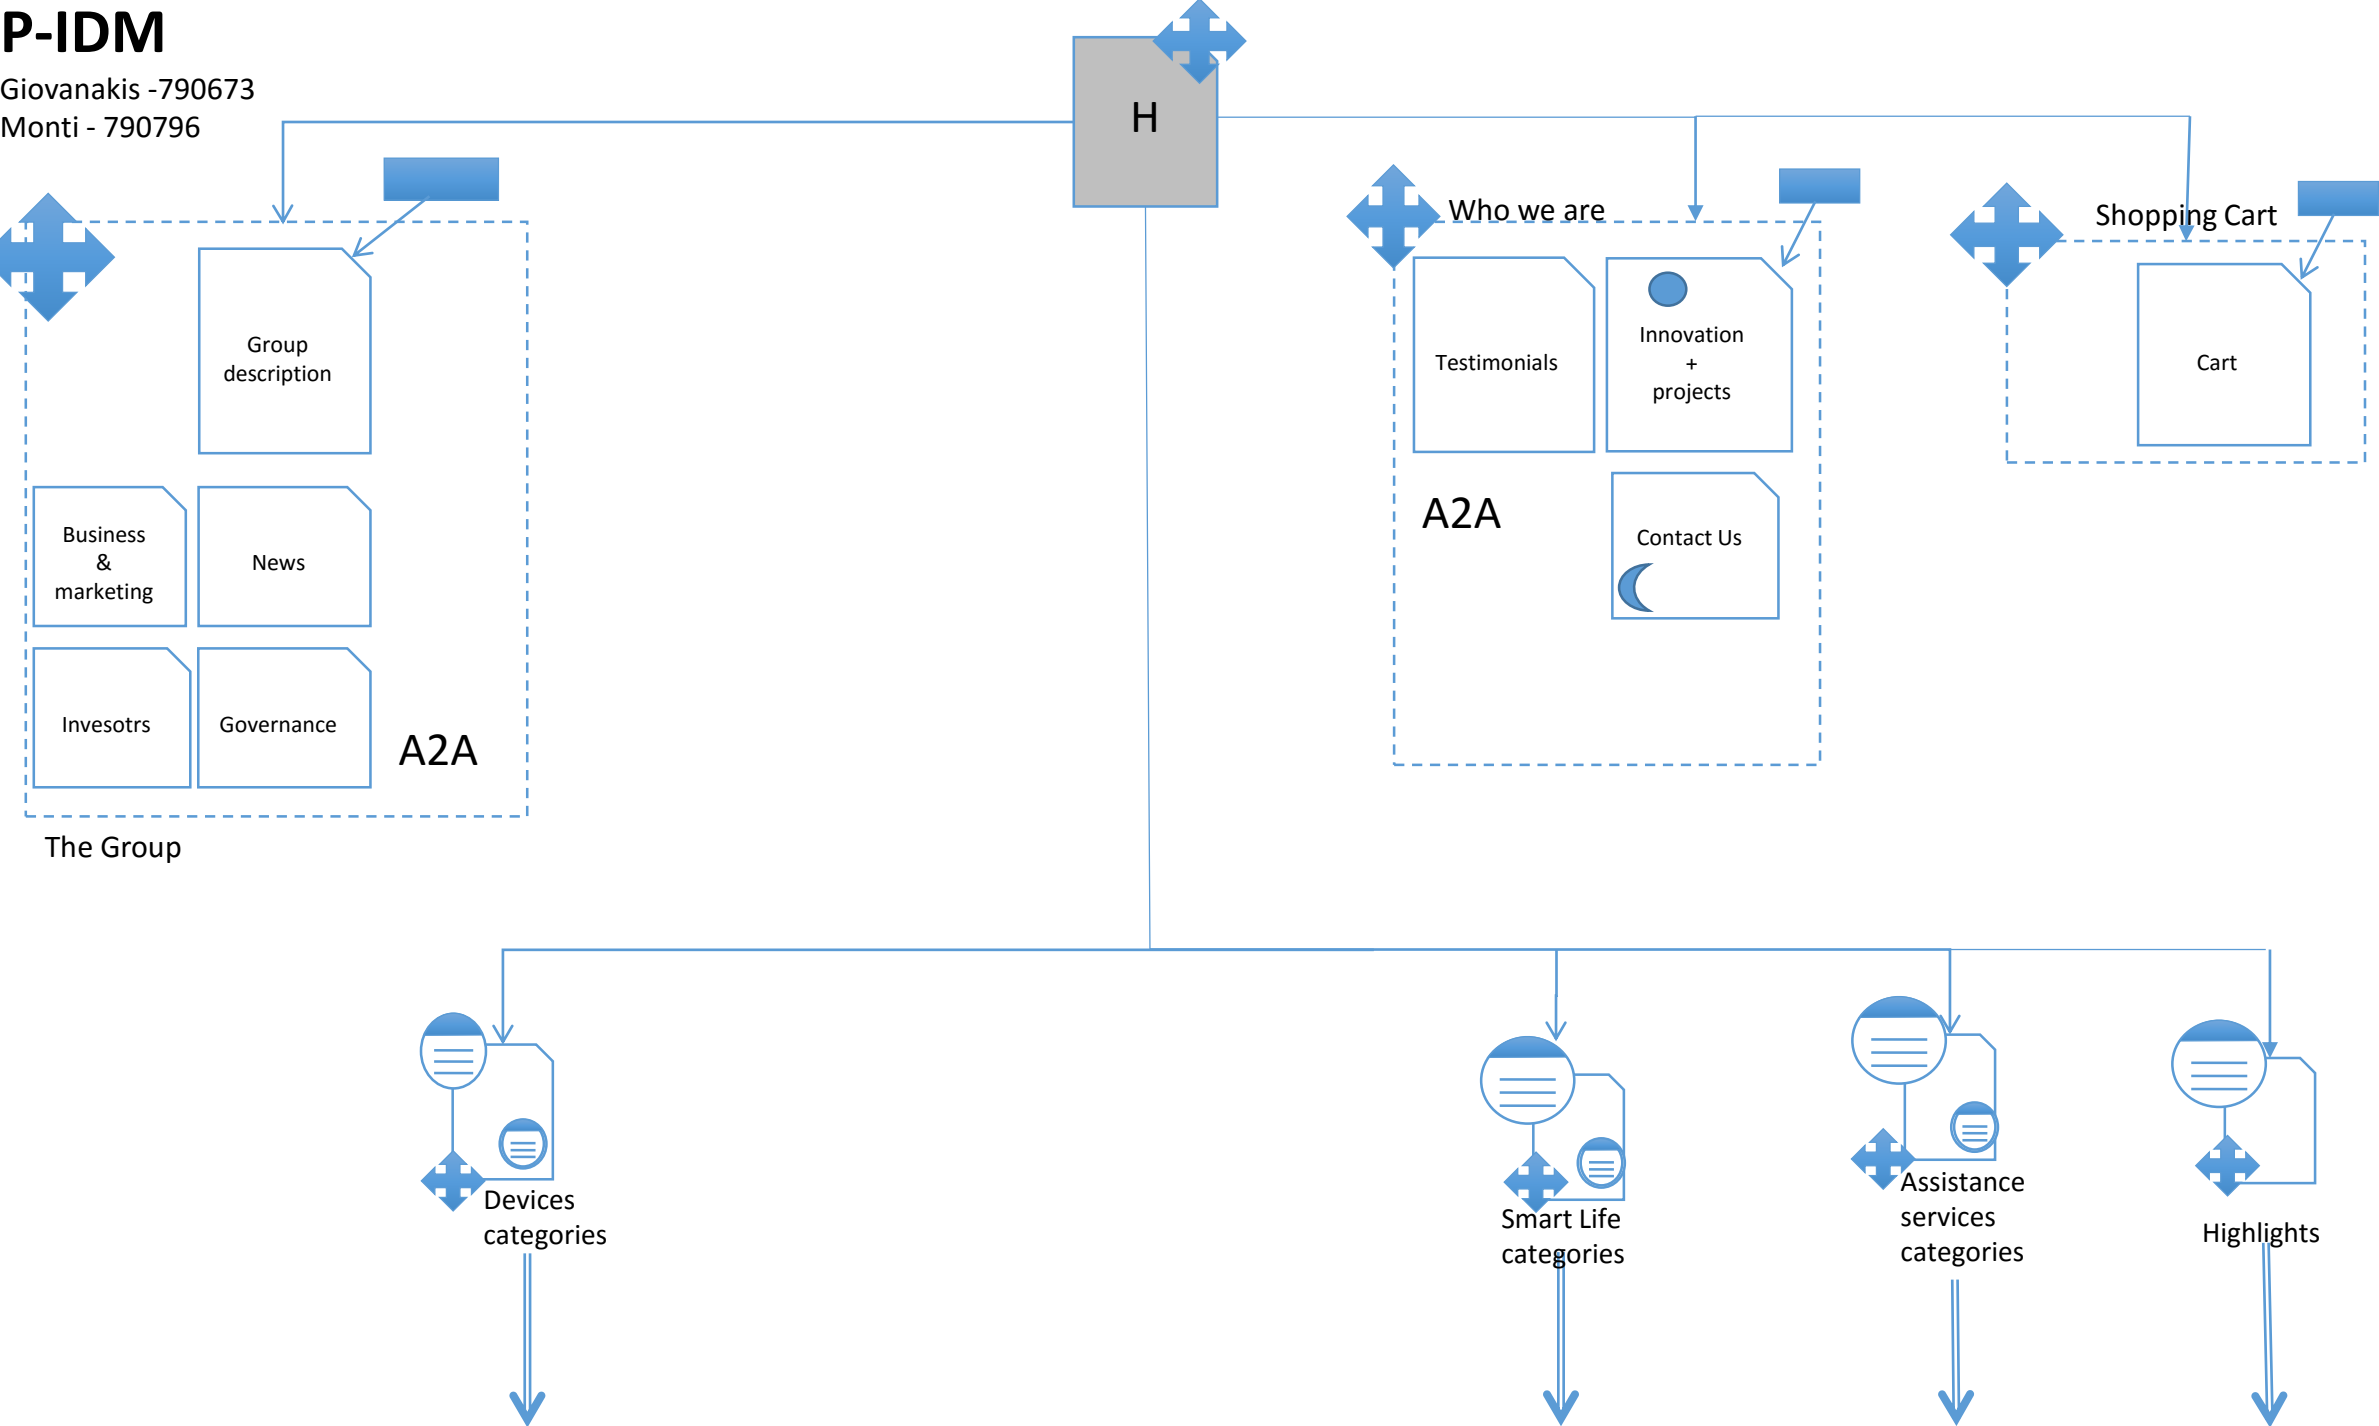 P-IDM
Giovanakis -790673
Monti - 790796
H
Who we are
Shopping Cart
Group
description
Testimonials
Innovation
+
projects
Cart
Business
&
marketing
News
A2A
Contact Us
Invesotrs
Governance
A2A
The Group
Devices
categories
Smart Life
categories
Assistance
services
categories
Highlights